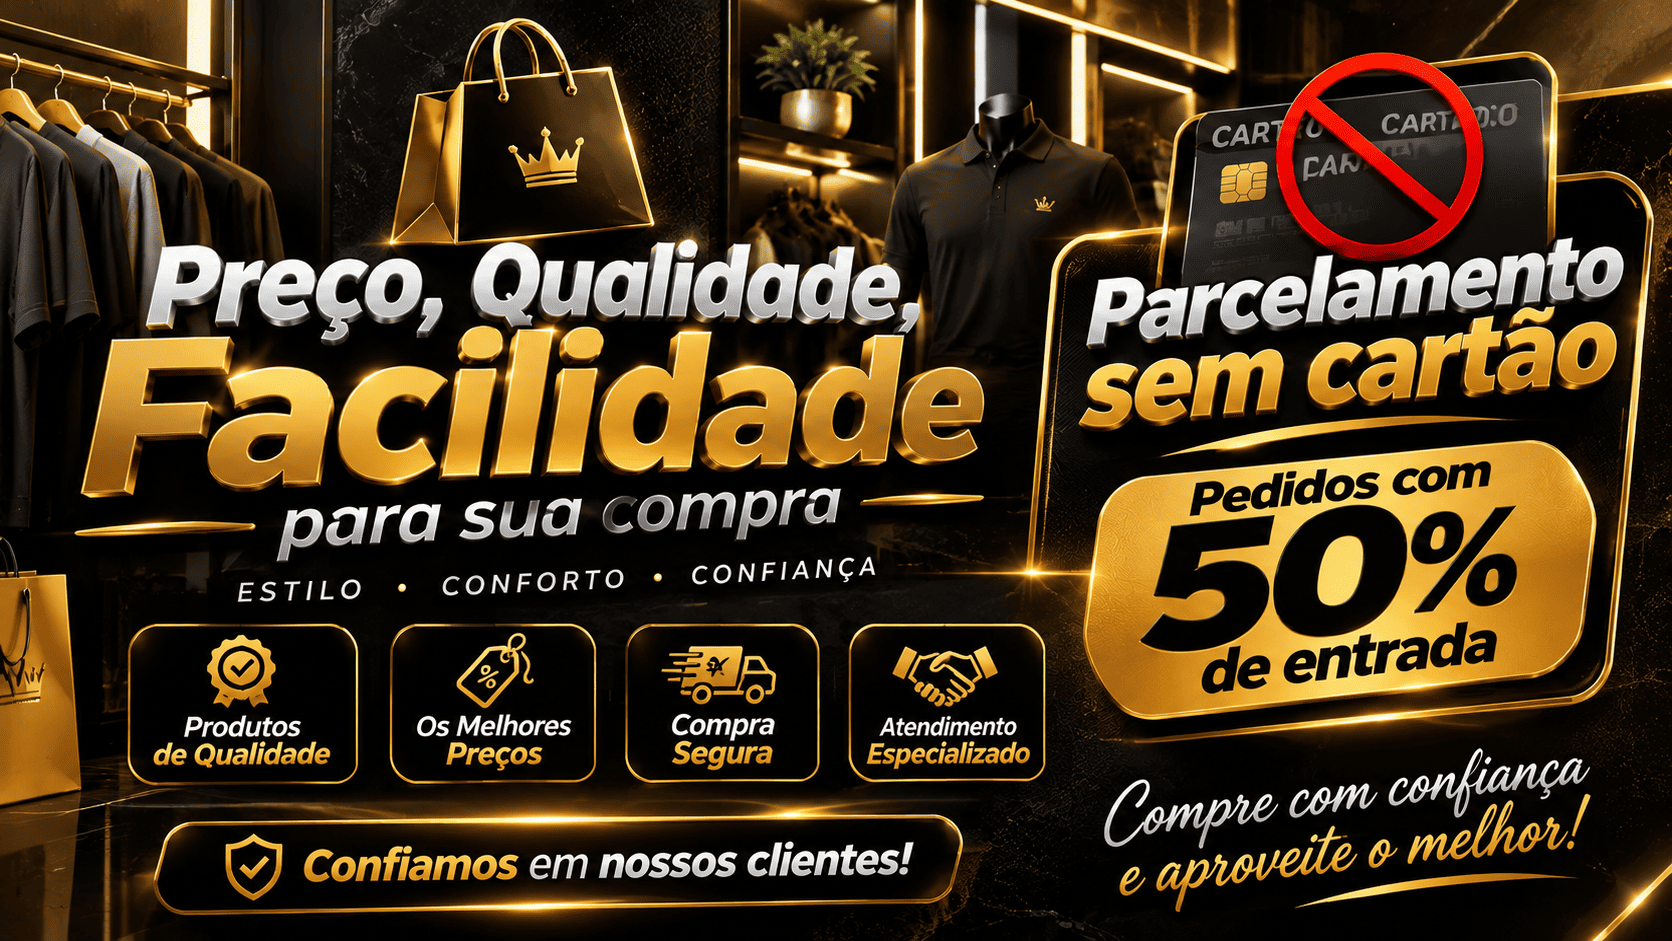 Preço, Qualidade,
Facilidade
para sua compra
ESTILO • CONFORTO • CONFIANÇA
Produtos
de Qualidade
Os Melhores
Preços
Compra
Segura
Atendimento
Especializado
Confiamos em nossos clientes!
Parcelamento
sem cartão
Pedidos com
50%
de entrada
Compre com confiança
e aproveite o melhor!